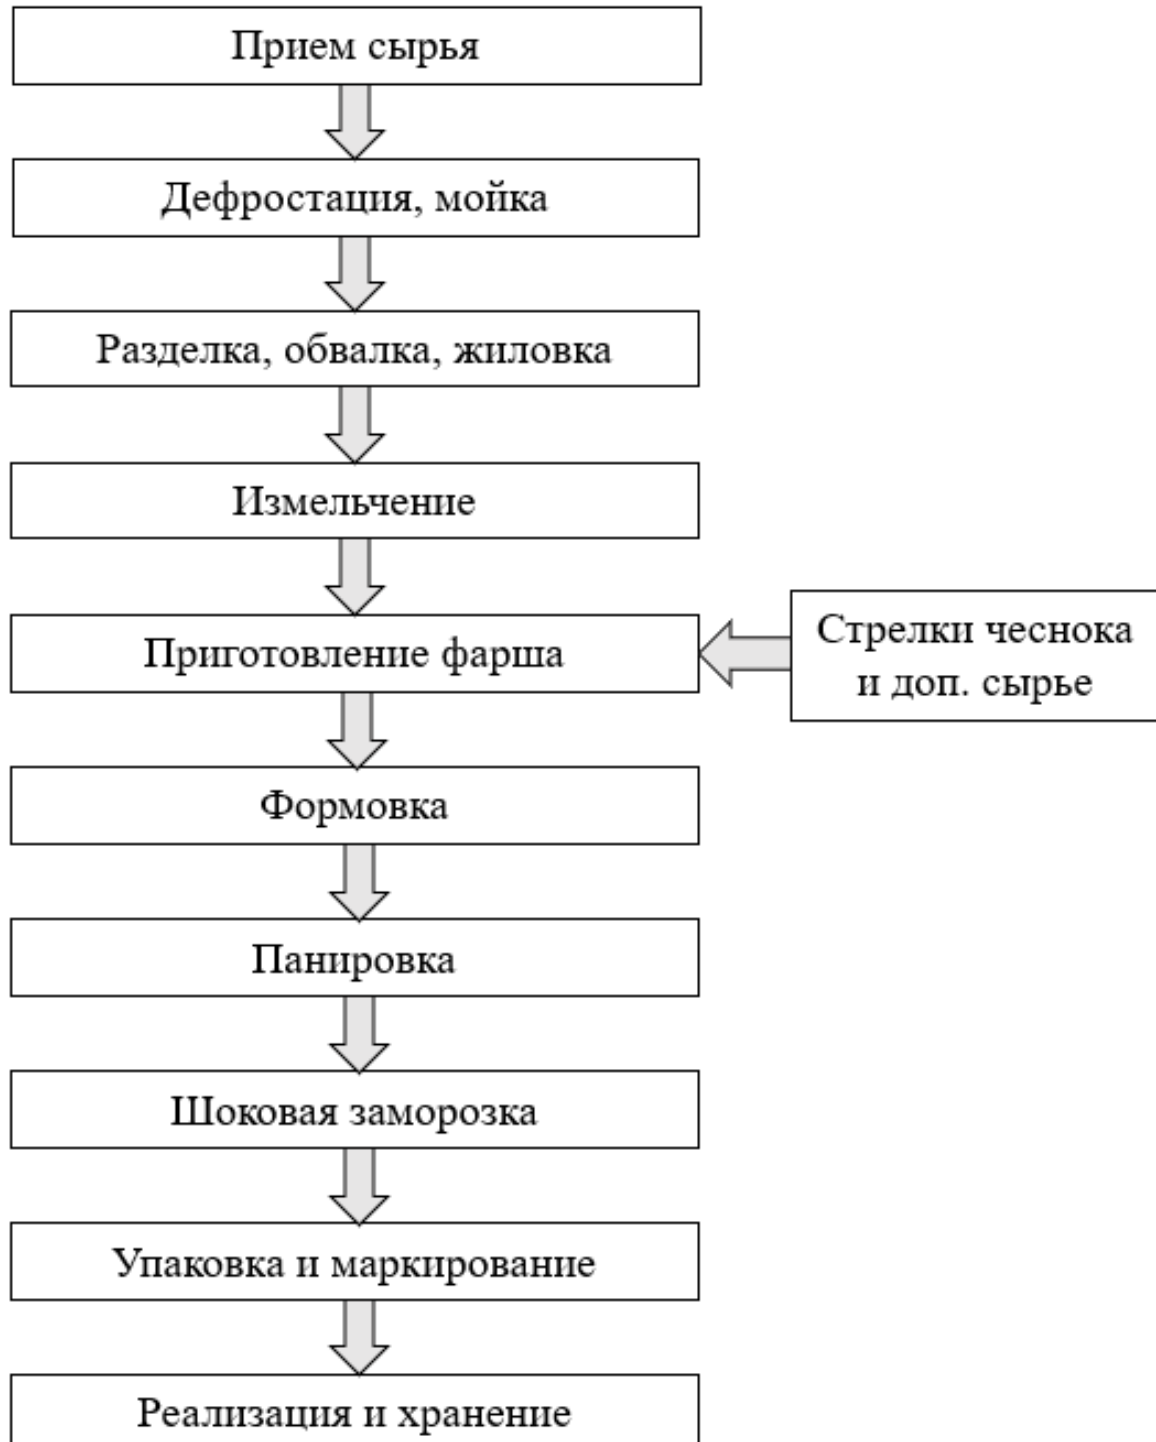 Прием сырья
Дефростация, мойка
Разделка, обвалка, жиловка
Измельчение
Приготовление фарша
Стрелки чеснока
и доп. сырье
Формовка
Панировка
Шоковая заморозка
Упаковка и маркирование
Реализация и хранение